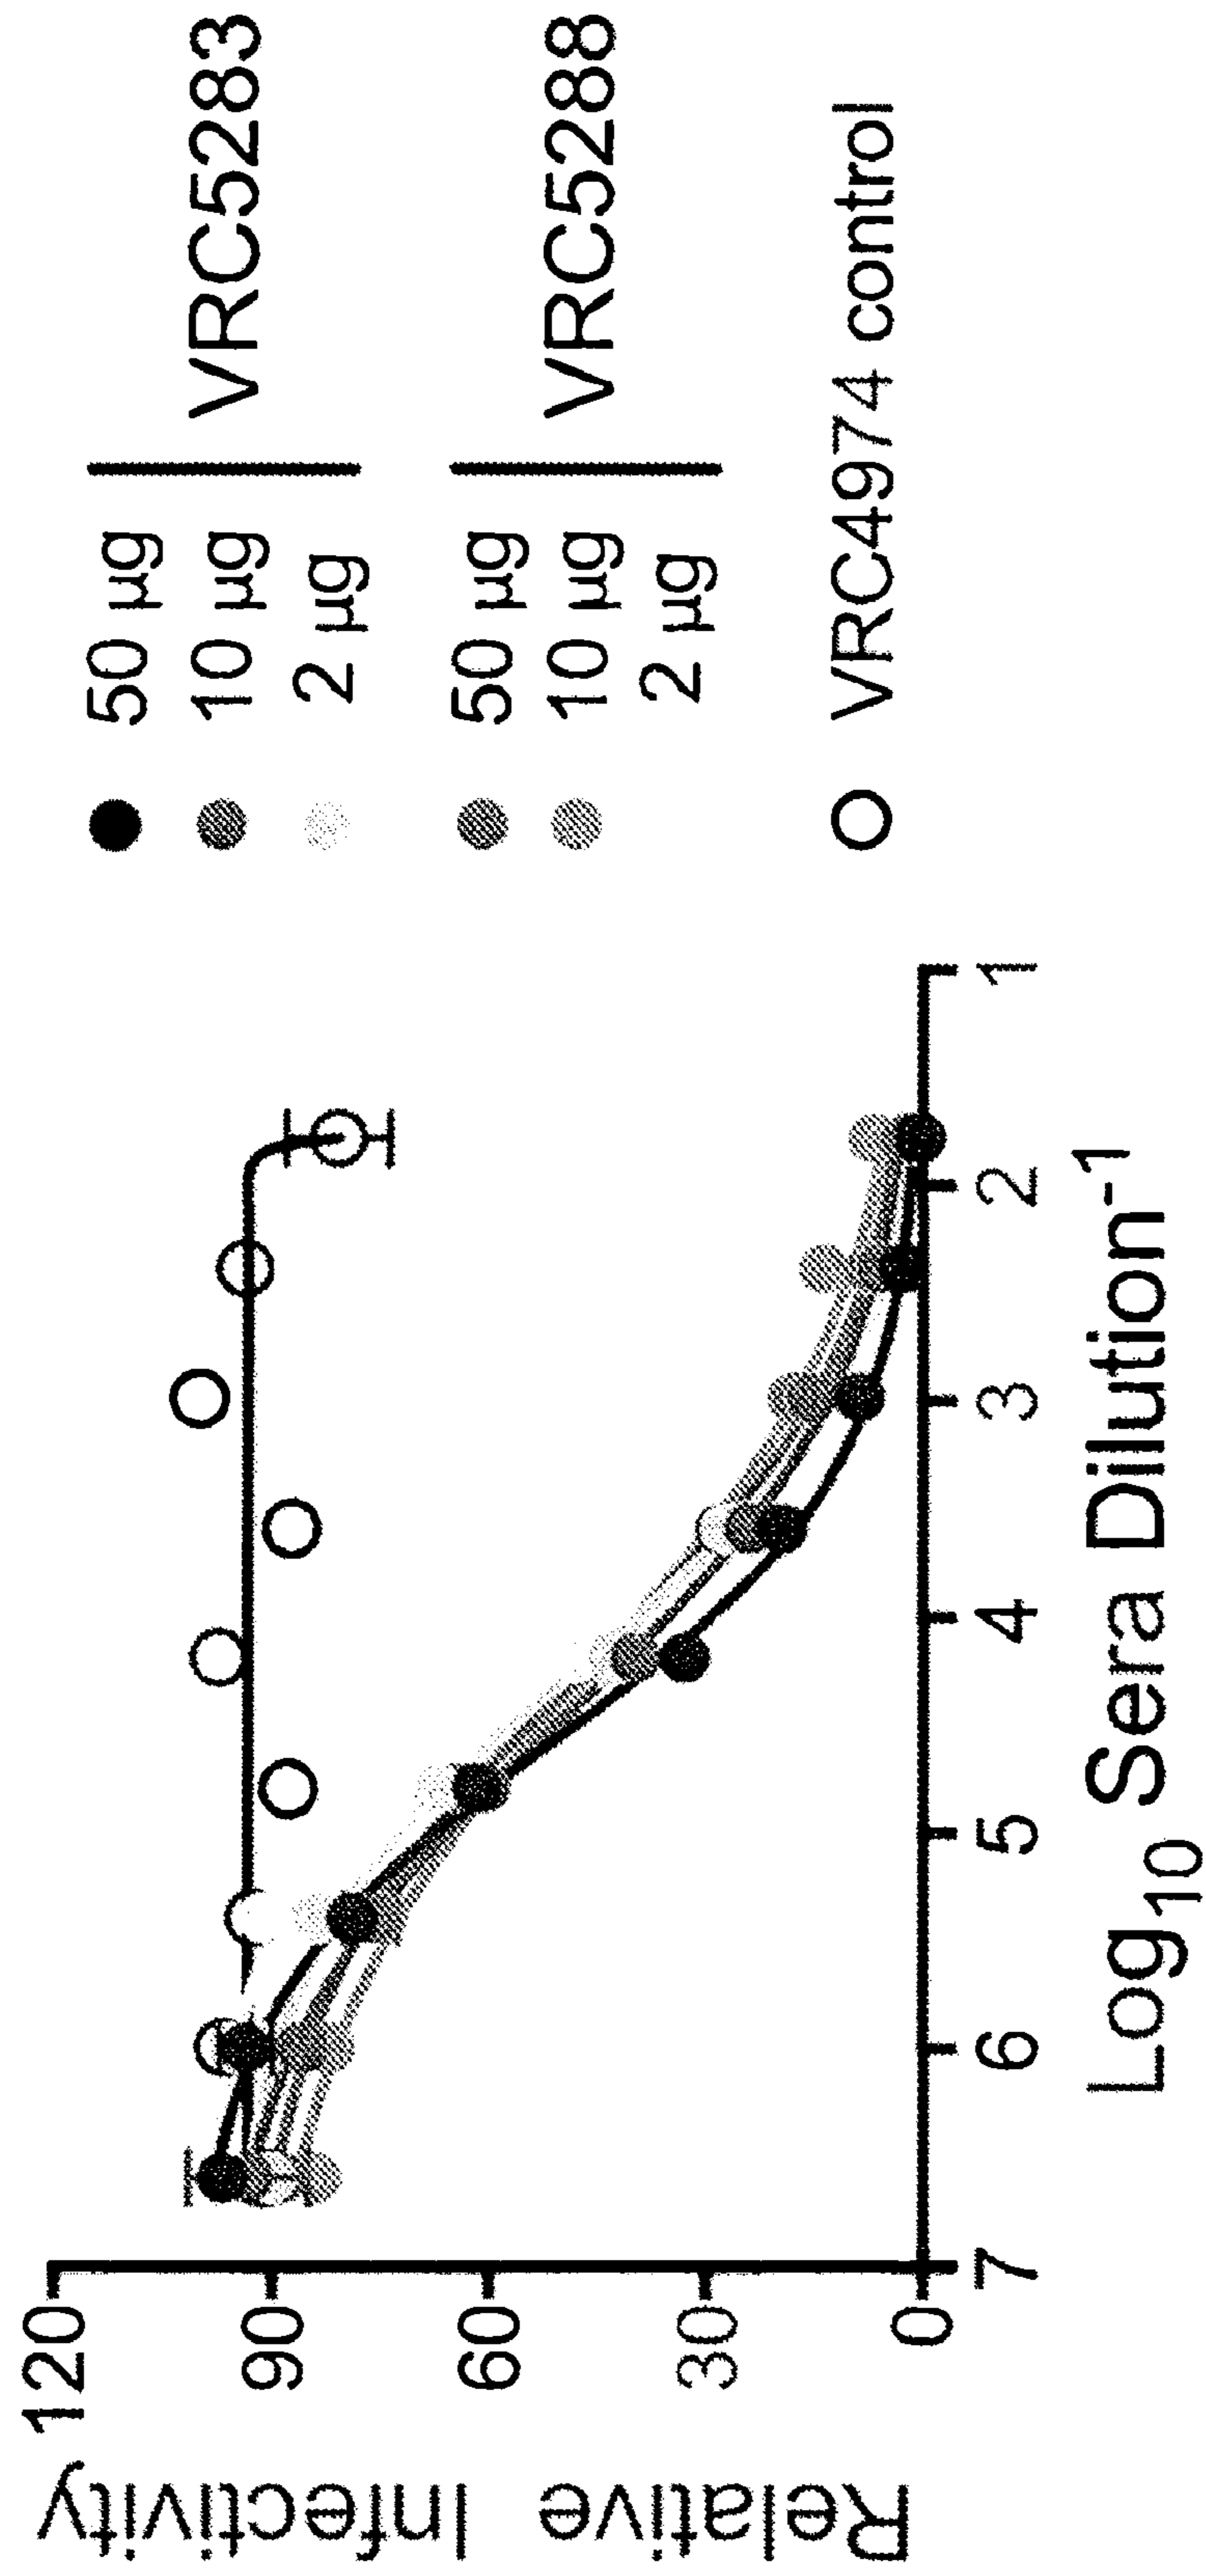 Relative Infectivity
120
90
60
30
0
7 6 5 4 3 2 1
Log10 Sera Dilution-1
50 µg
10 µg
2 µg
VRC5283
50 µg
10 µg
2 µg
VRC5288
VRC4974 control